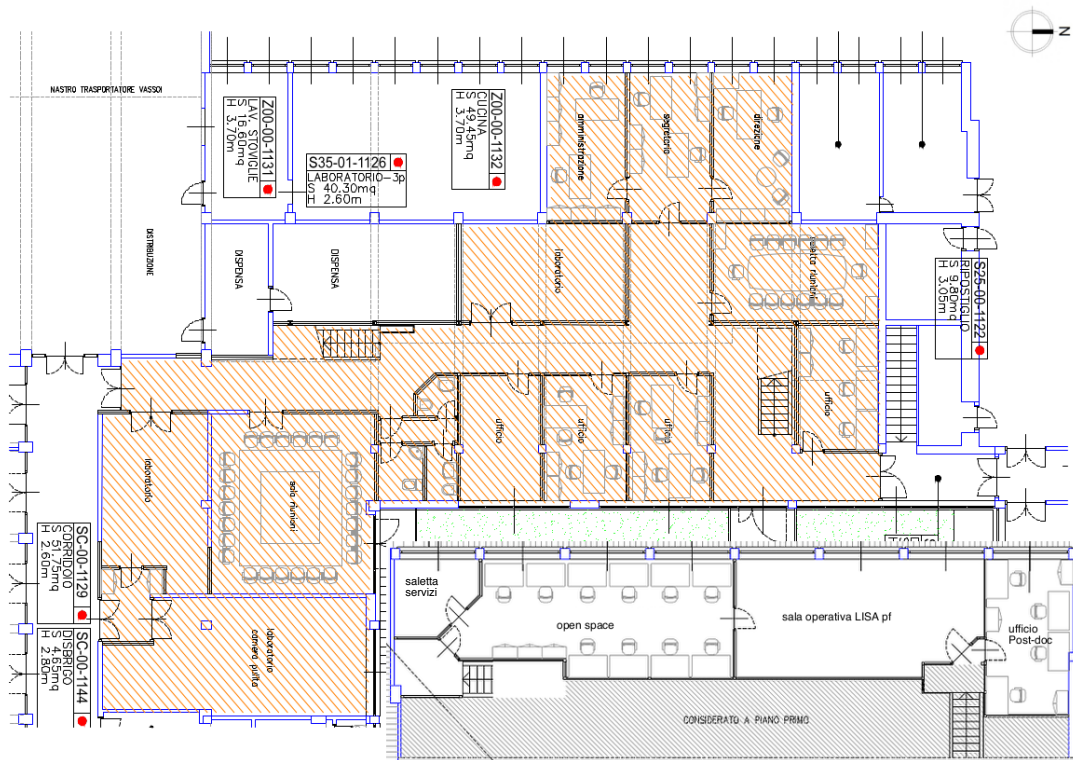 N
NASTRO TRASPORTATORE VASSOI
Z00-00-1131
LAV. STOVIGLIE
S 16.60mq
H 3.70m
S35-01-1126
LABORATORIO-3p
S 40.30mq
H 2.60m
Z00-00-1132
CUCINA
S 49.45mq
H 3.70m
amministrazione
segreteria
direzione
DISTRIBUZIONE
DISPENSA
DISPENSA
laboratorio
saletta riunioni
S25-00-1122
RIPOSTIGLIO
S 9.80mq
H 3.05m
ufficio
ufficio
ufficio
ufficio
laboratorio
sala riunioni
SC-00-1129
CORRIDOIO
S 51.75mq
H 2.60m
SC-00-1144
DISBRIGO
S 4.65mq
H 2.80m
laboratorio
camera pulita
saletta
servizi
open space
sala operativa LISA pf
ufficio
Post-doc
CONSIDERATO A PIANO PRIMO